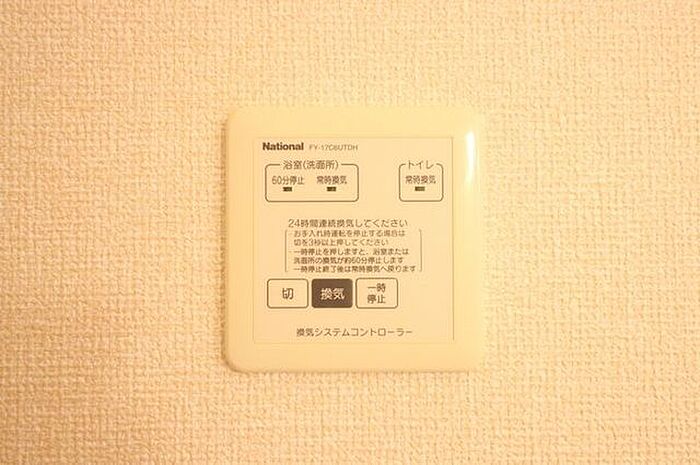 National FY-17C6UTDH
浴室(洗面所)
トイレ
60分停止 常時換気
常時換気
24時間連続換気してください
お手入れ時運転を停止する場合は
切を3秒以上押してください
一時停止を押しますと、浴室または
洗面所の換気が約60分停止します
一時停止終了後は常時換気へ戻ります
切 換気 一時停止
換気システムコントローラー